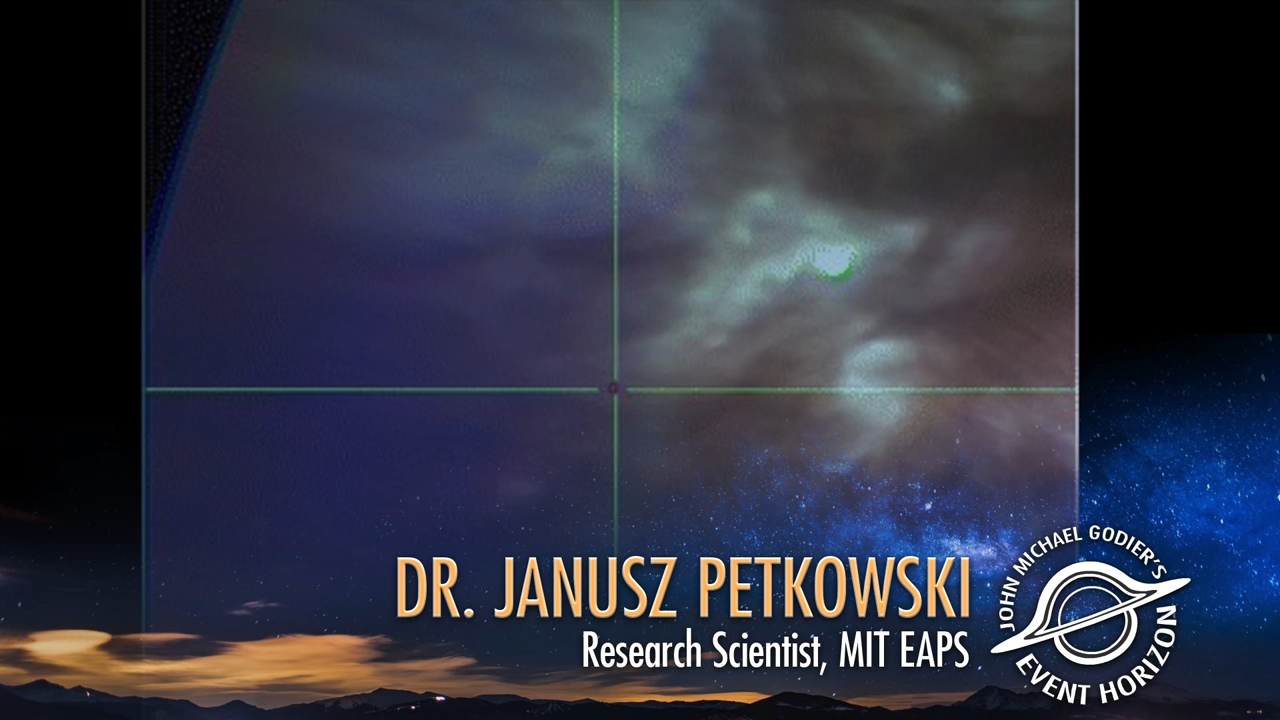 DR. JANUSZ PETKOWSKI
Research Scientist, MIT EAPS
JOHN MICHAEL GODIER'S
EVENT HORIZON